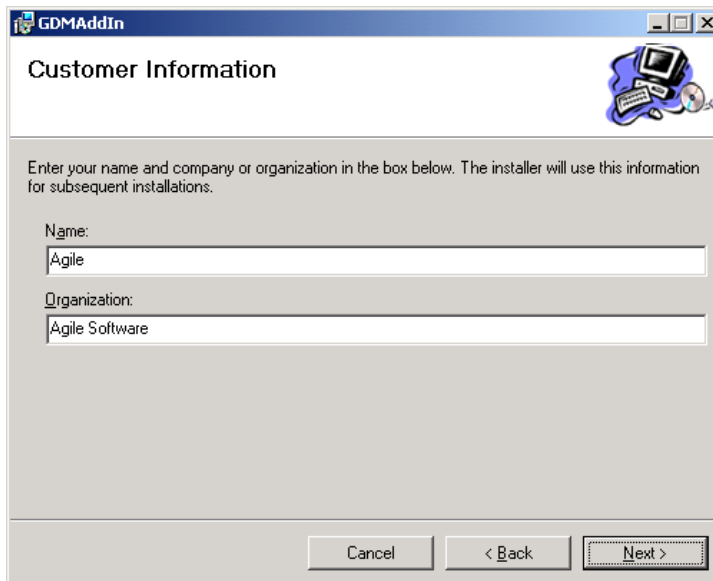 GDMAddIn
Customer Information
Enter your name and company or organization in the box below. The installer will use this information
for subsequent installations.
Name:
Agile
Organization:
Agile Software
Cancel
< Back
Next >